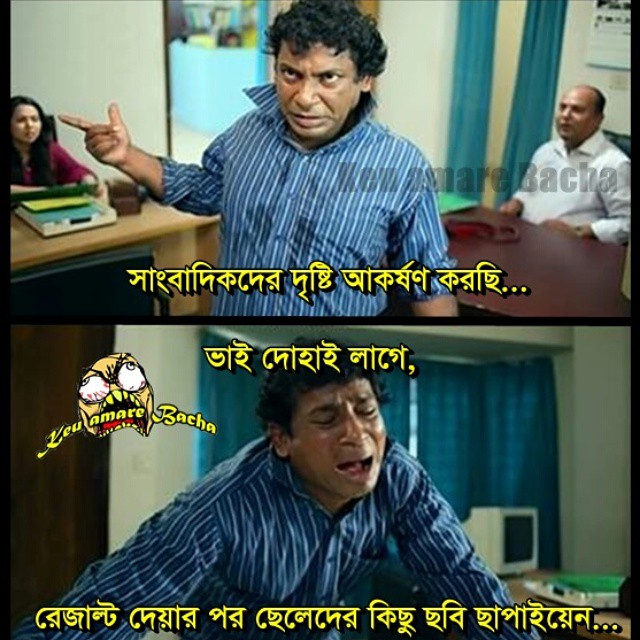 Keu amare Bacha
সাংবাদিকদের দৃষ্টি আকর্ষণ করছি...
ভাই দোহাই লাগে,
Keu amare Bacha
রেজাল্ট দেয়ার পর ছেলেদের কিছু ছবি ছাপাইয়েন...